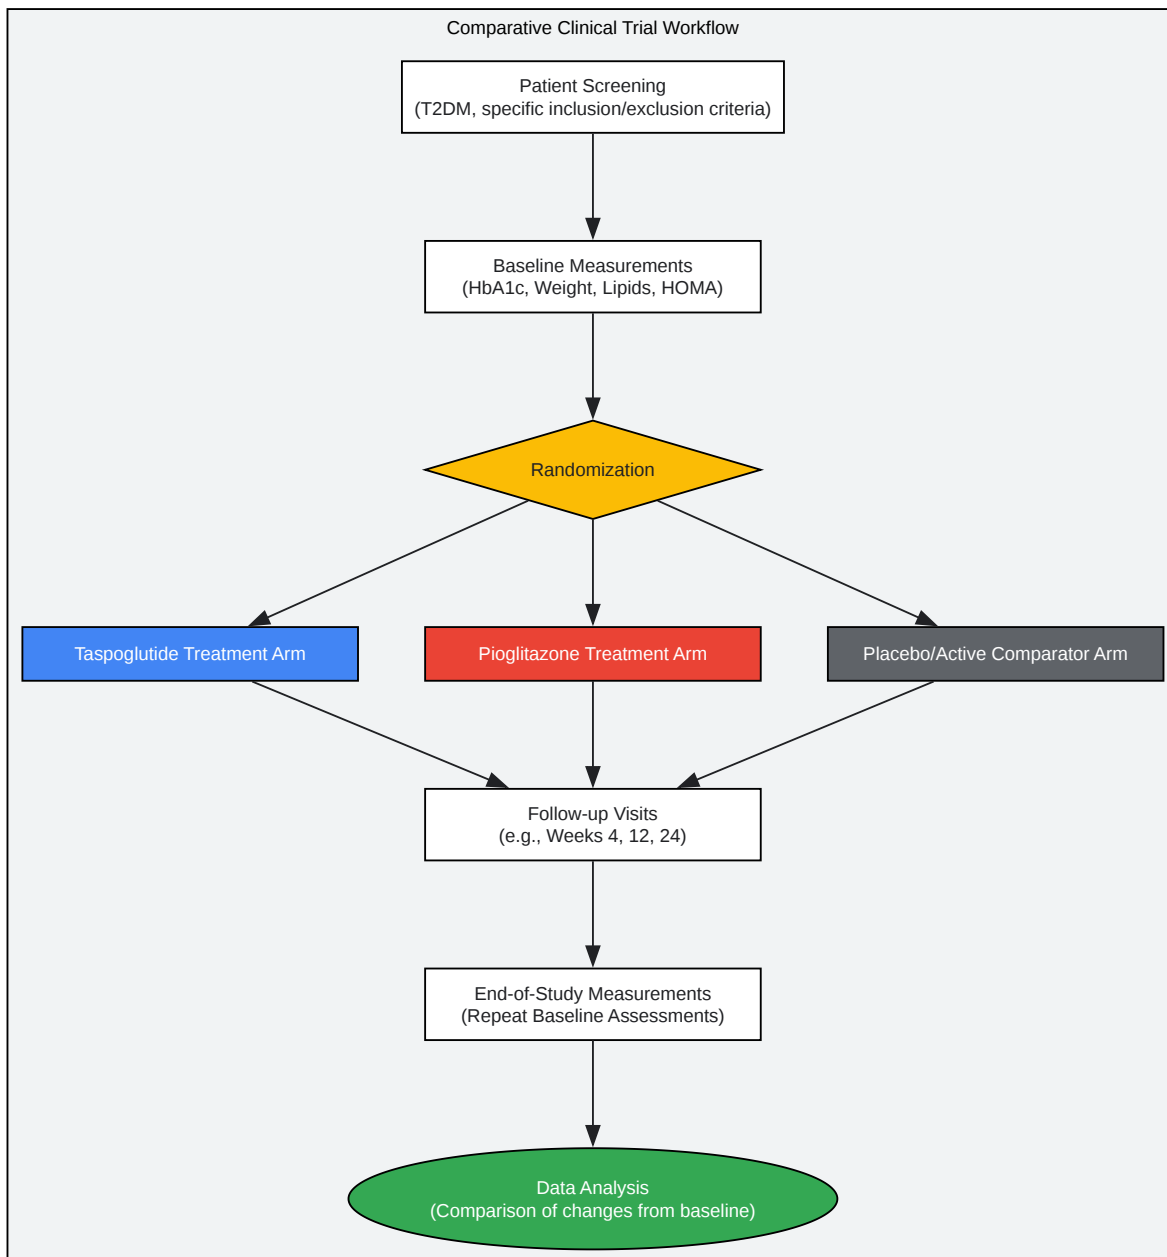 Comparative Clinical Trial Workflow
Patient Screening
(T2DM, specific inclusion/exclusion criteria)
Baseline Measurements
(HbA1c, Weight, Lipids, HOMA)
Randomization
Taspoglutide Treatment Arm
Pioglitazone Treatment Arm
Placebo/Active Comparator Arm
Follow-up Visits
(e.g., Weeks 4, 12, 24)
End-of-Study Measurements
(Repeat Baseline Assessments)
Data Analysis
(Comparison of changes from baseline)